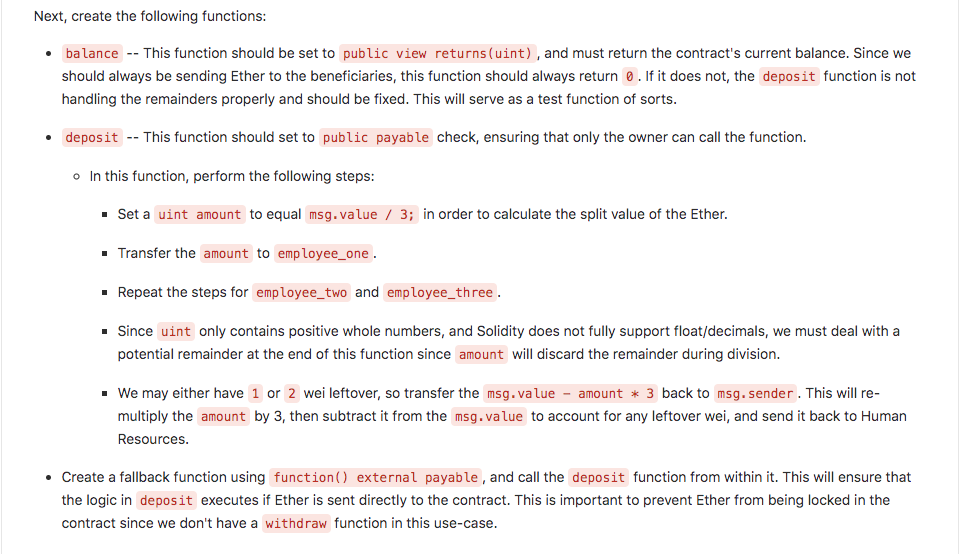 Next, create the following functions:
balance -- This function should be set to public view returns(uint), and must return the contract's current balance. Since we
should always be sending Ether to the beneficiaries, this function should always return 0. If it does not, the deposit function is not
handling the remainders properly and should be fixed. This will serve as a test function of sorts.
deposit -- This function should set to public payable check, ensuring that only the owner can call the function.
In this function, perform the following steps:
Set a uint amount to equal msg.value / 3; in order to calculate the split value of the Ether.
Transfer the amount to employee_one.
Repeat the steps for employee_two and employee_three.
Since uint only contains positive whole numbers, and Solidity does not fully support float/decimals, we must deal with a
potential remainder at the end of this function since amount will discard the remainder during division.
We may either have 1 or 2 wei leftover, so transfer the msg.value - amount * 3 back to msg.sender. This will re-
multiply the amount by 3, then subtract it from the msg.value to account for any leftover wei, and send it back to Human
Resources.
Create a fallback function using function() external payable, and call the deposit function from within it. This will ensure that
the logic in deposit executes if Ether is sent directly to the contract. This is important to prevent Ether from being locked in the
contract since we don't have a withdraw function in this use-case.